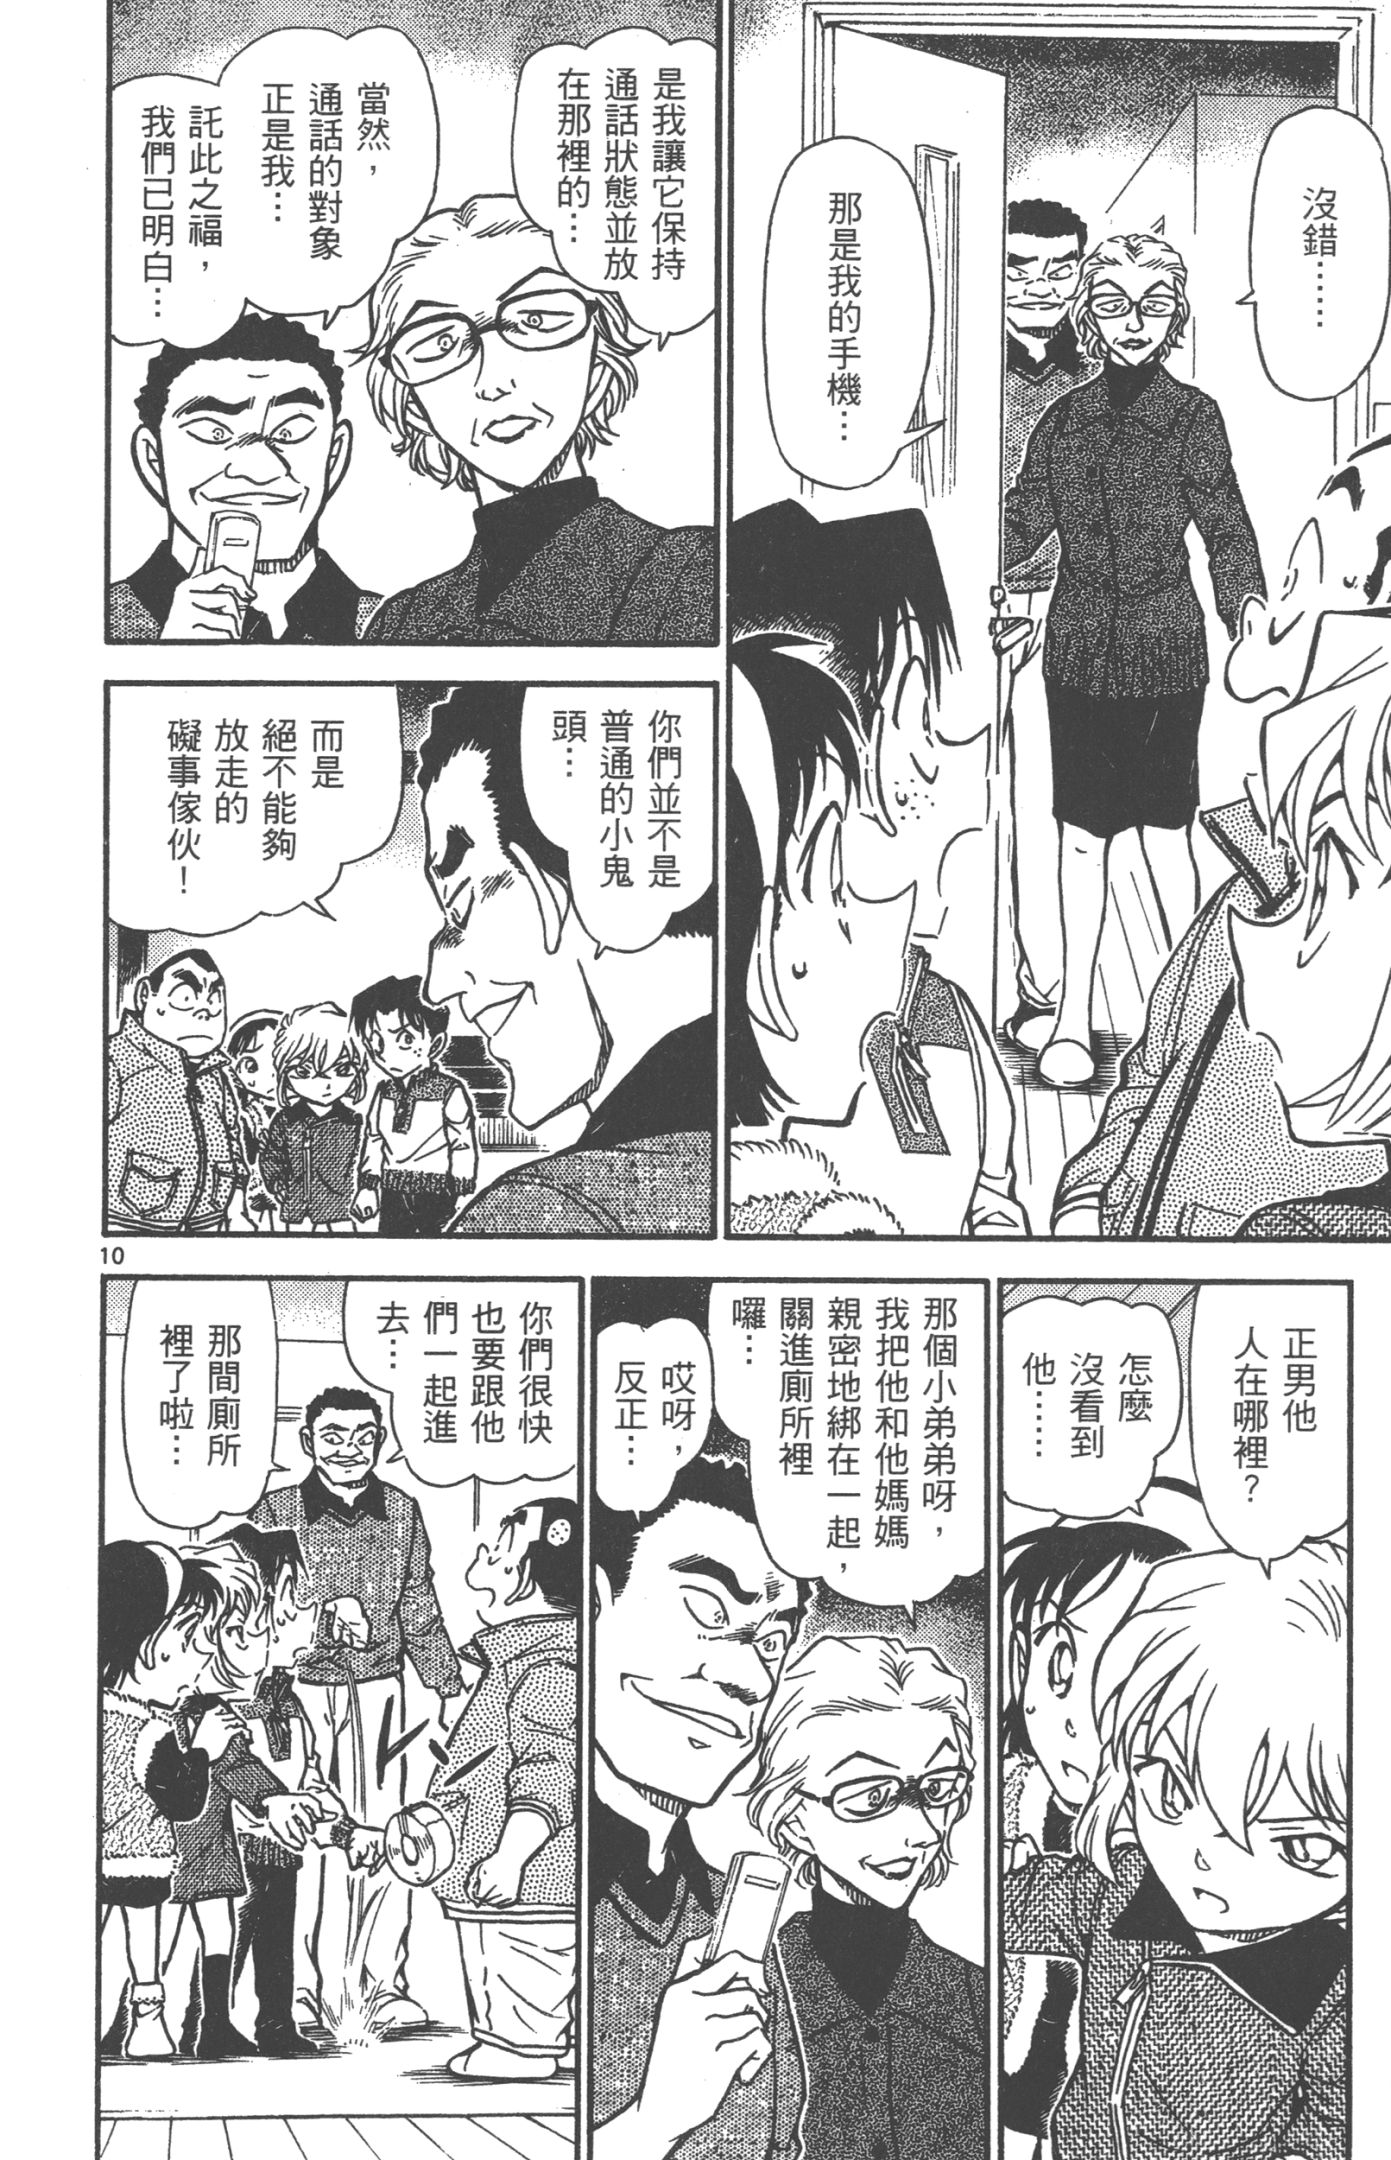 沒錯……
那是我的手機…
是我讓它保持
通話狀態並放
在那裡的…
當然，
通話的對象
正是我…
託此之福，
我們已明白…
你們並不是
普通的小鬼
頭…
而是
絕不能夠
放走的
礙事傢伙！
10
正男他
人在哪裡？
怎麼
沒看到
他……
那個小弟弟呀，
我把他和他媽媽
親密地綁在一起，
關進廁所裡
囉…
哎呀，
反正…
你們很快
也要跟他
們一起進
去…
那間廁所
裡了啦…
ドンッ